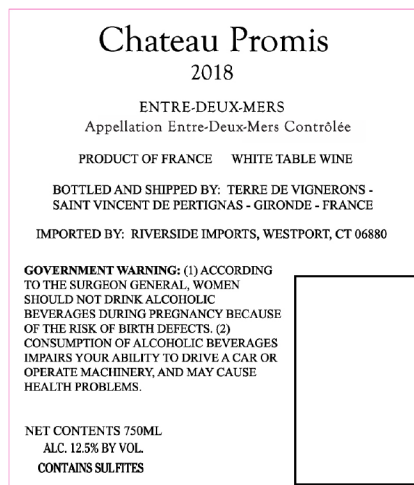 Chateau Promis
2018
ENTRE-DEUX-MERS
Appellation Entre-Deux-Mers Contrôlée
PRODUCT OF FRANCE WHITE TABLE WINE
BOTTLED AND SHIPPED BY: TERRE DE VIGNERONS -
SAINT VINCENT DE PERTIGNAS - GIRONDE - FRANCE
IMPORTED BY: RIVERSIDE IMPORTS, WESTPORT, CT 06880
GOVERNMENT WARNING: (1) ACCORDING
TO THE SURGEON GENERAL, WOMEN
SHOULD NOT DRINK ALCOHOLIC
BEVERAGES DURING PREGNANCY BECAUSE
OF THE RISK OF BIRTH DEFECTS. (2)
CONSUMPTION OF ALCOHOLIC BEVERAGES
IMPAIRS YOUR ABILITY TO DRIVE A CAR OR
OPERATE MACHINERY, AND MAY CAUSE
HEALTH PROBLEMS.
NET CONTENTS 750ML
ALC. 12.5% BY VOL.
CONTAINS SULFITES